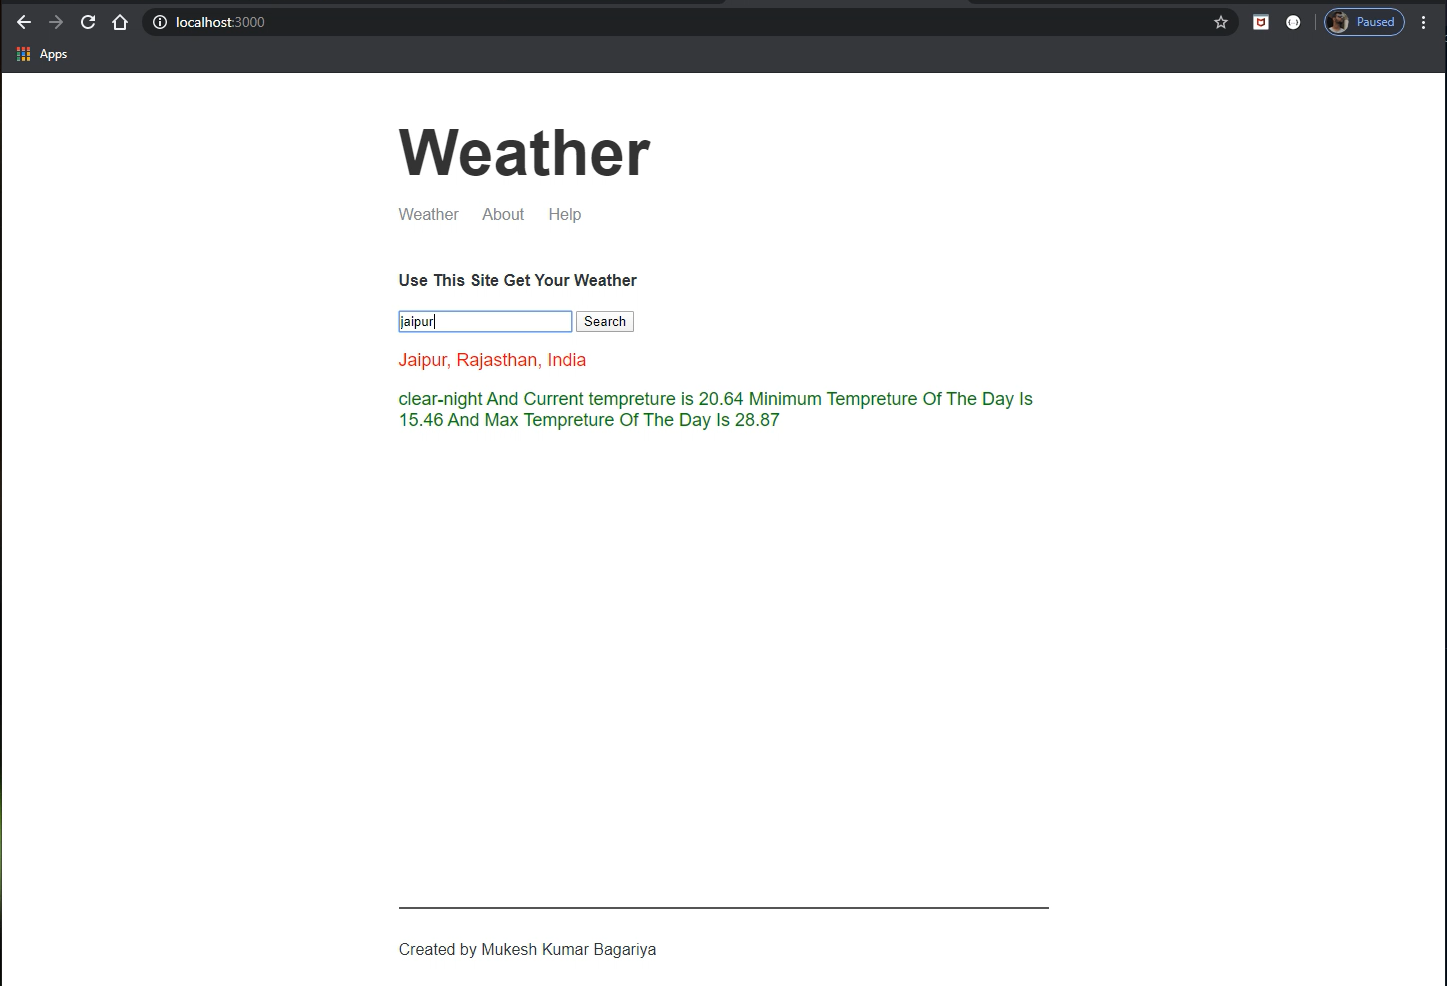 localhost:3000
Paused
Apps
Weather
Weather About Help
Use This Site Get Your Weather
jaipur Search
Jaipur, Rajasthan, India
clear-night And Current tempreture is 20.64 Minimum Tempreture Of The Day Is
15.46 And Max Tempreture Of The Day Is 28.87
Created by Mukesh Kumar Bagariya